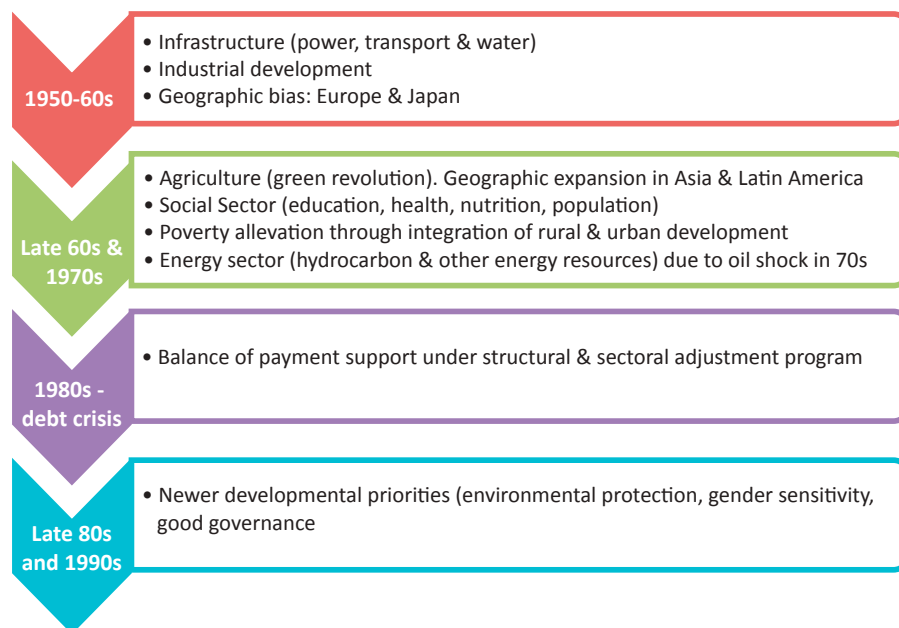 1950-60s
• Infrastructure (power, transport & water)
• Industrial development
• Geographic bias: Europe & Japan
Late 60s &
1970s
• Agriculture (green revolution). Geographic expansion in Asia & Latin America
• Social Sector (education, health, nutrition, population)
• Poverty allevation through integration of rural & urban development
• Energy sector (hydrocarbon & other energy resources) due to oil shock in 70s
1980s -
debt crisis
• Balance of payment support under structural & sectoral adjustment program
Late 80s
and 1990s
• Newer developmental priorities (environmental protection, gender sensitivity,
good governance